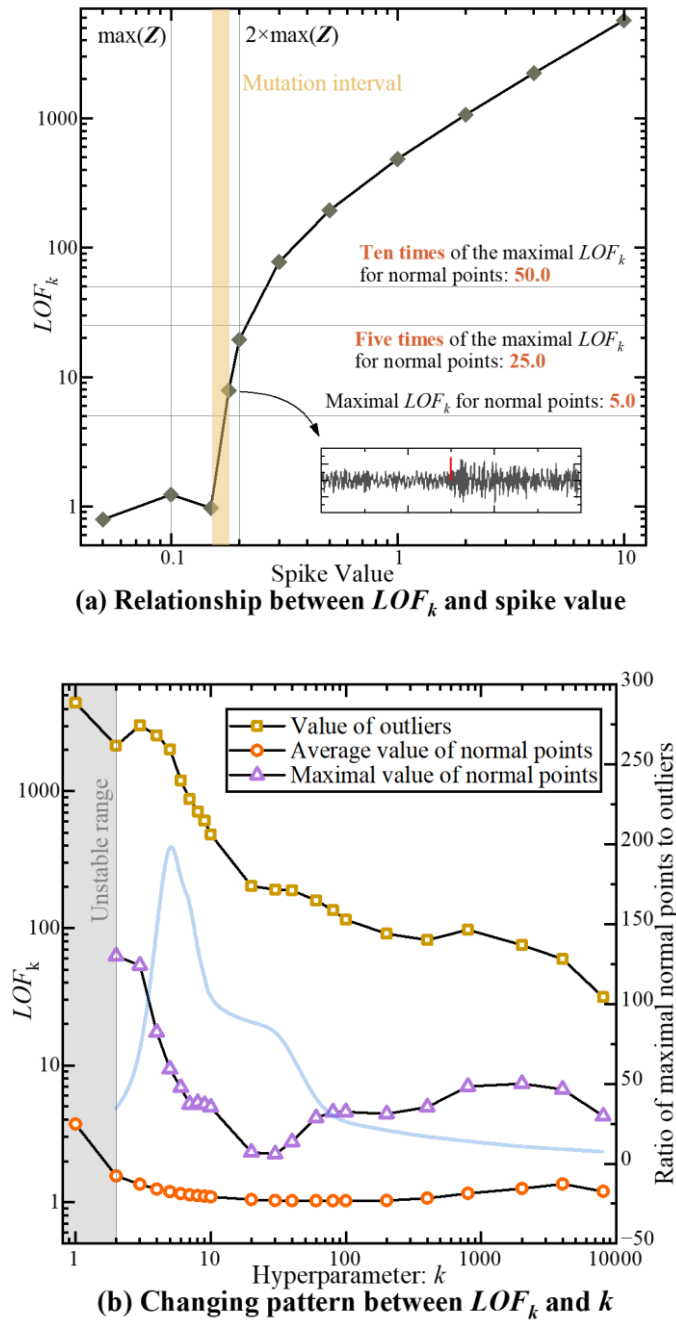 max(Z)
2×max(Z)
Mutation interval
1000
100
10
1
LOFk
Ten times of the maximal LOFk
for normal points: 50.0
Five times of the maximal LOFk
for normal points: 25.0
Maximal LOFk for normal points: 5.0
0.1
1
10
Spike Value
(a) Relationship between LOFk and spike value
Value of outliers
Average value of normal points
Maximal value of normal points
Unstable range
1000
100
10
1
LOFk
300
250
200
150
100
50
0
−50
Ratio of maximal normal points to outliers
1
10
100
1000
10000
Hyperparameter: k
(b) Changing pattern between LOFk and k